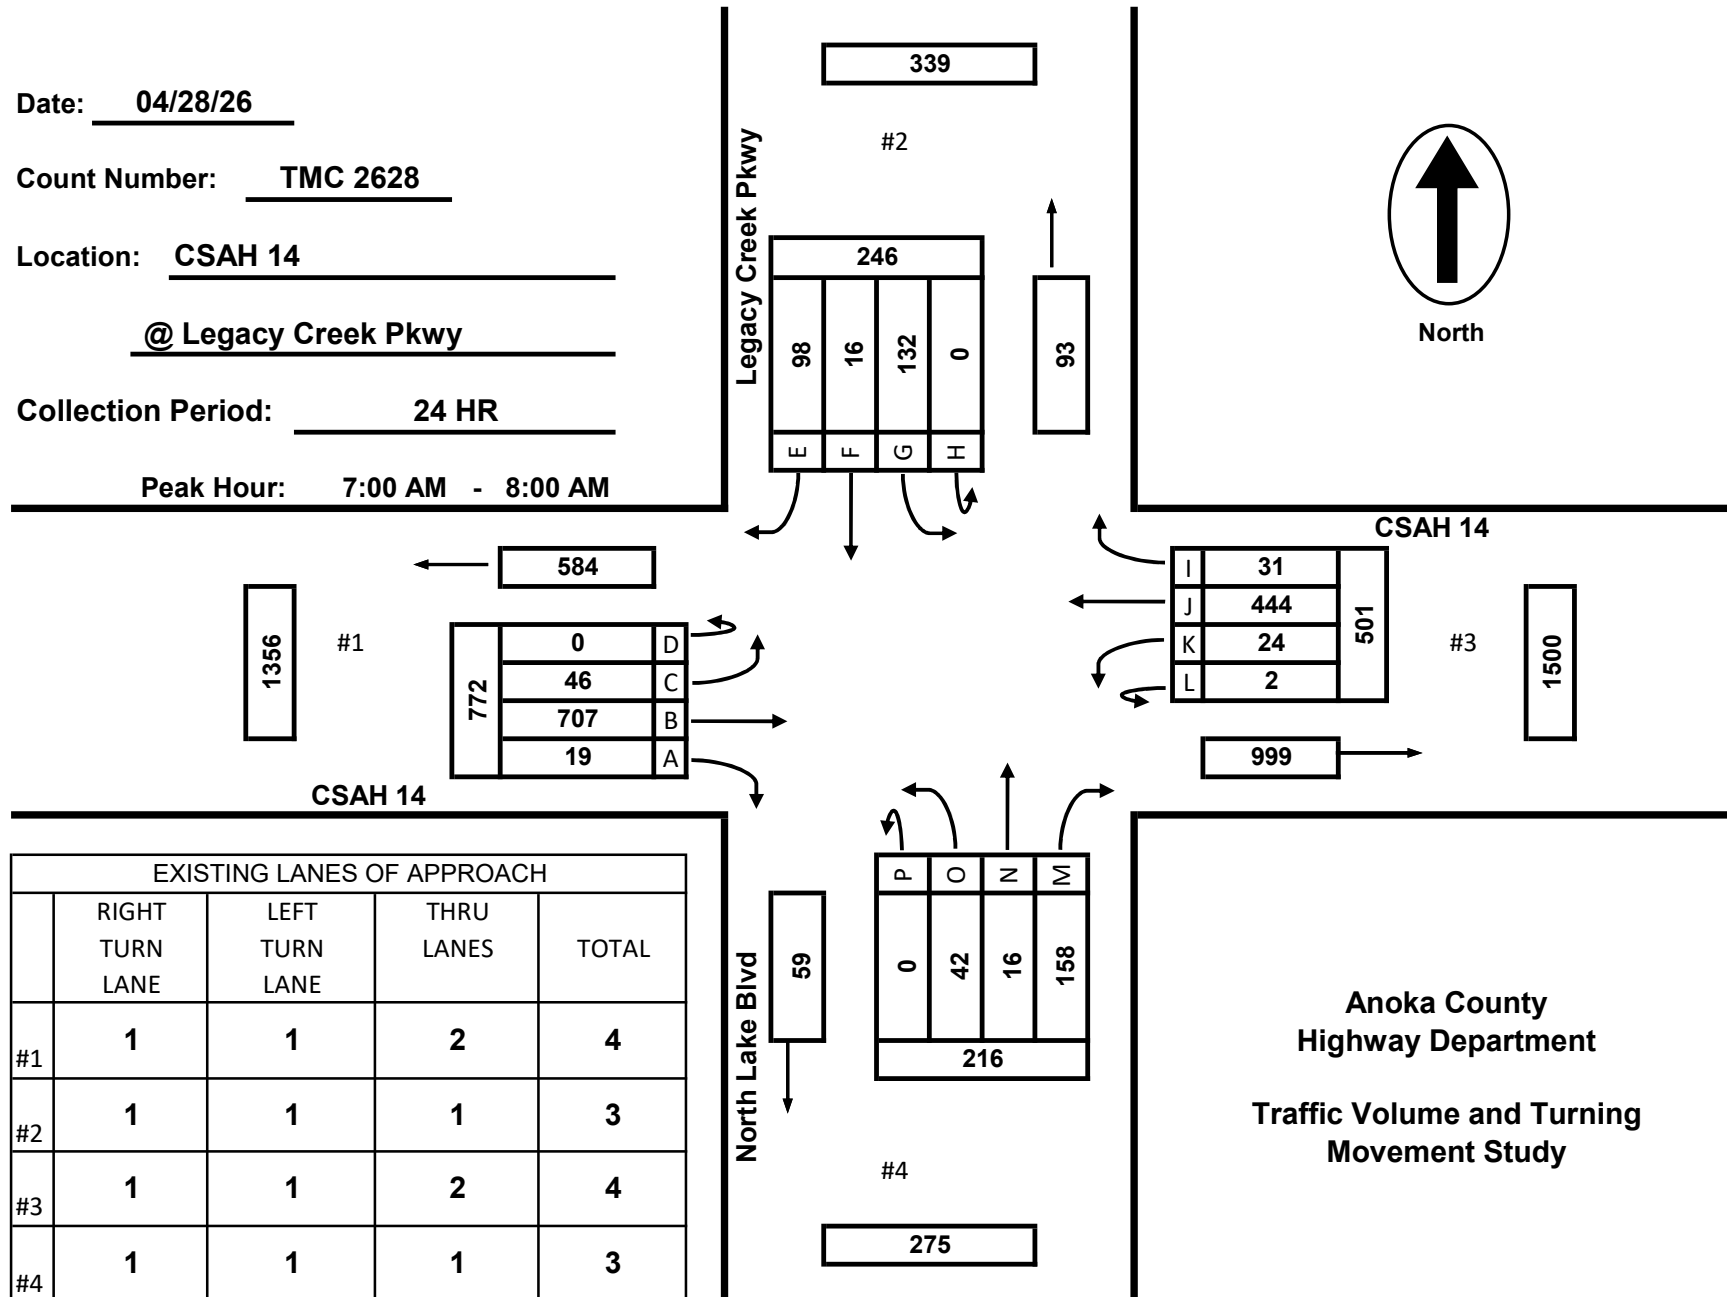 Date: 04/28/26
Count Number: TMC 2628
Location: CSAH 14
@ Legacy Creek Pkwy
Collection Period: 24 HR
Peak Hour: 7:00 AM - 8:00 AM
339
#2
Legacy Creek Pkwy
246
98 16 132 0
E F G H
93
North
CSAH 14
584
1356
#1
772
0 D
46 C
707 B
19 A
CSAH 14
I 31
J 444
K 24
L 2
501
#3
1500
999
P O N M
0 42 16 158
216
59
North Lake Blvd
#4
275
EXISTING LANES OF APPROACH
RIGHT TURN LANE LEFT TURN LANE THRU LANES TOTAL
#1 1 1 2 4
#2 1 1 1 3
#3 1 1 2 4
#4 1 1 1 3
Anoka County
Highway Department
Traffic Volume and Turning
Movement Study